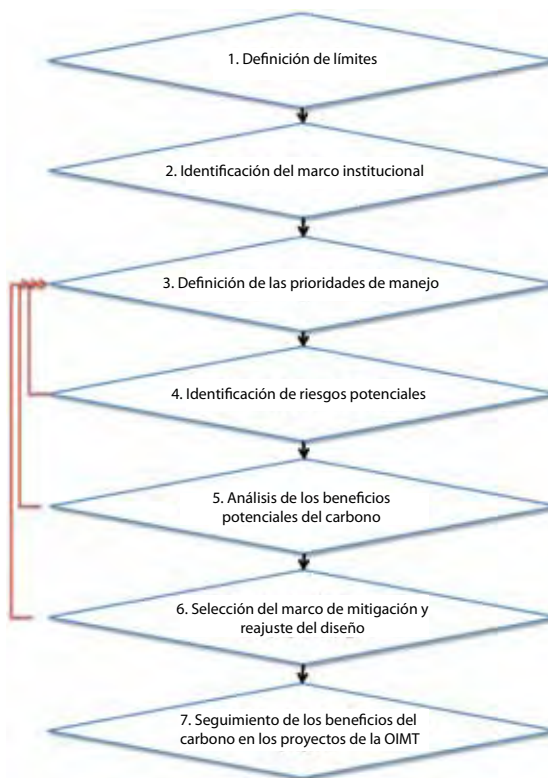 1. Definición de límites
2. Identificación del marco institucional
3. Definición de las prioridades de manejo
4. Identificación de riesgos potenciales
5. Análisis de los beneficios
potenciales del carbono
6. Selección del marco de mitigación y
reajuste del diseño
7. Seguimiento de los beneficios del
carbono en los proyectos de la OIMT